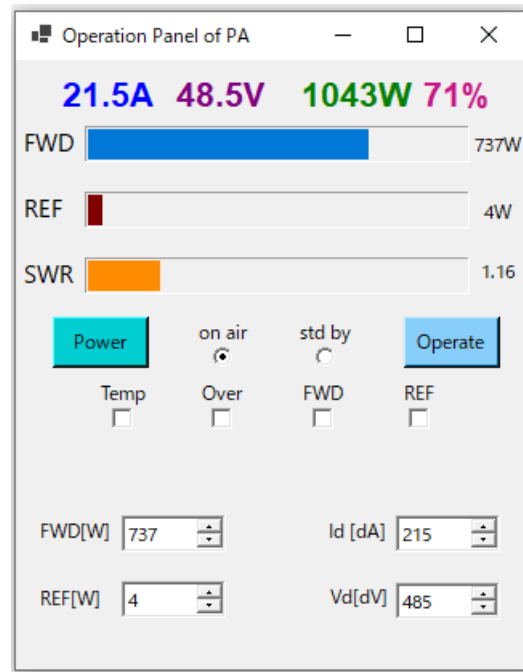 Operation Panel of PA
21.5A 48.5V 1043W 71%
FWD 737W
REF 4W
SWR 1.16
Power on air std by Operate
Temp Over FWD REF
FWD[W] 737 Id [dA] 215
REF[W] 4 Vd[dV] 485